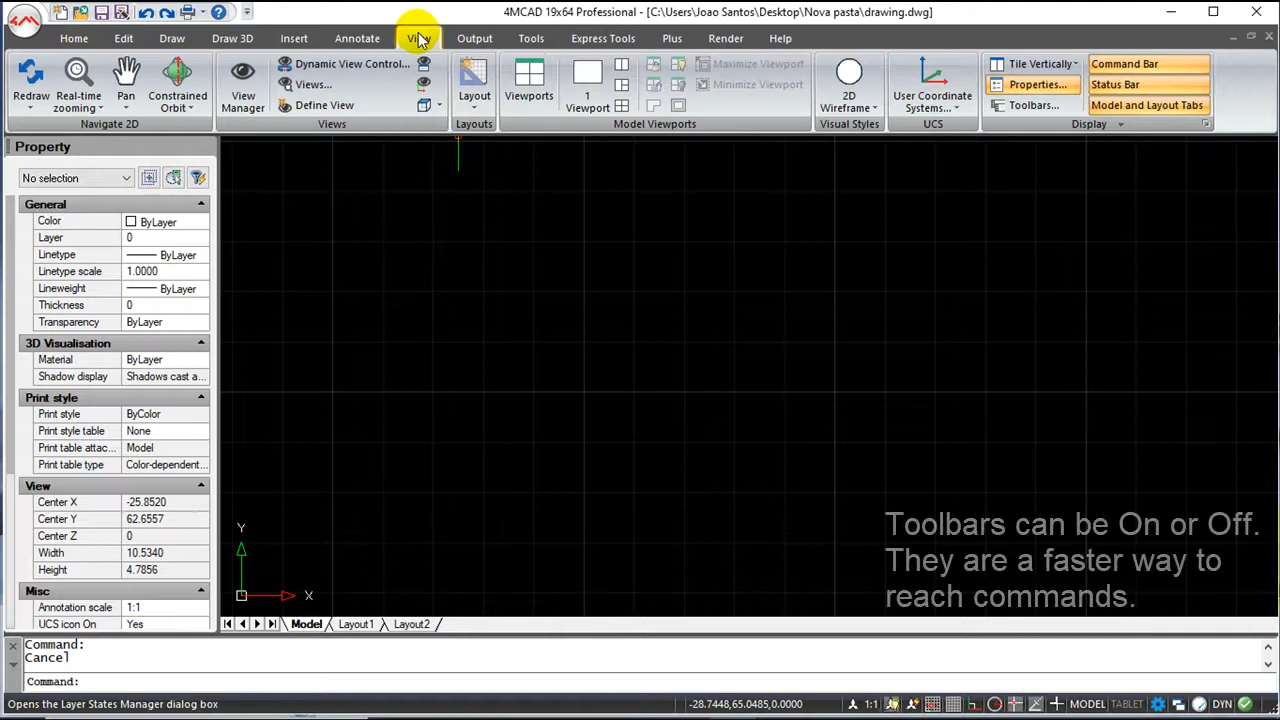 4MCAD 19x64 Professional - [C:\Users\Joao Santos\Desktop\Nova pasta\drawing.dwg]
Home Edit Draw Draw 3D Insert Annotate View Output Tools Express Tools Plus Render Help
Redraw
Real-time zooming
Pan
Constrained Orbit
Navigate 2D
View Manager
Dynamic View Control...
Views...
Define View
Views
Layout
Layouts
Viewports
1 Viewport
Maximize Viewport
Minimize Viewport
Model Viewports
2D Wireframe
Visual Styles
User Coordinate Systems...
UCS
Tile Vertically
Properties...
Toolbars...
Command Bar
Status Bar
Model and Layout Tabs
Display
Property
No selection
General
Color ByLayer
Layer 0
Linetype ByLayer
Linetype scale 1.0000
Lineweight ByLayer
Thickness 0
Transparency ByLayer
3D Visualisation
Material ByLayer
Shadow display Shadows cast a...
Print style
Print style ByColor
Print style table None
Print table attac... Model
Print table type Color-dependent...
View
Center X -25.8520
Center Y 62.6557
Center Z 0
Width 10.5340
Height 4.7856
Misc
Annotation scale 1:1
UCS icon On Yes
Y
X
Toolbars can be On or Off.
They are a faster way to
reach commands.
Model Layout1 Layout2
Command:
Cancel
Command:
Opens the Layer States Manager dialog box -28.7448,65.0485,0.0000 1:1 MODEL TABLET DYN